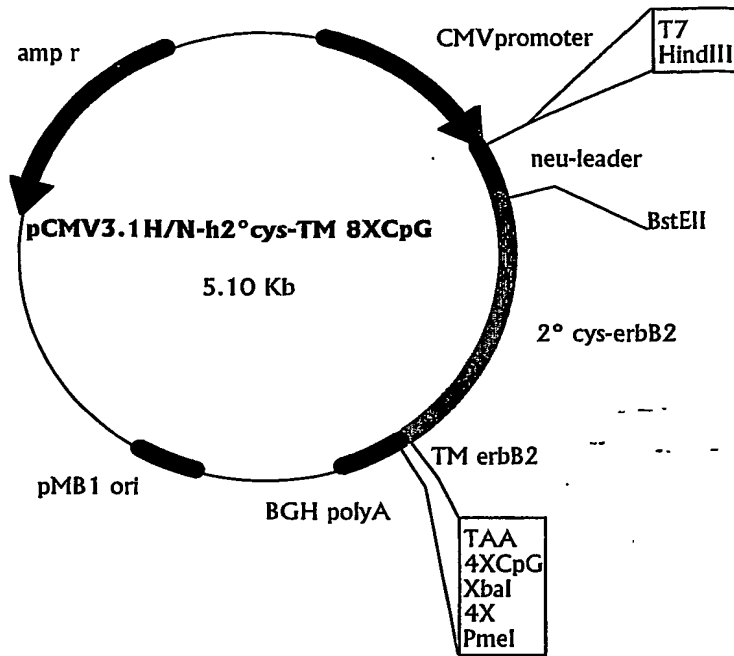 amp r
CMVpromoter
T7
HindIII
neu-leader
BstEII
pCMV3.1H/N-h2°cys-TM 8XCpG
5.10 Kb
2° cys-erbB2
TM erbB2
pMB1 ori
BGH polyA
TAA
4XCpG
XbaI
4X
PmeI